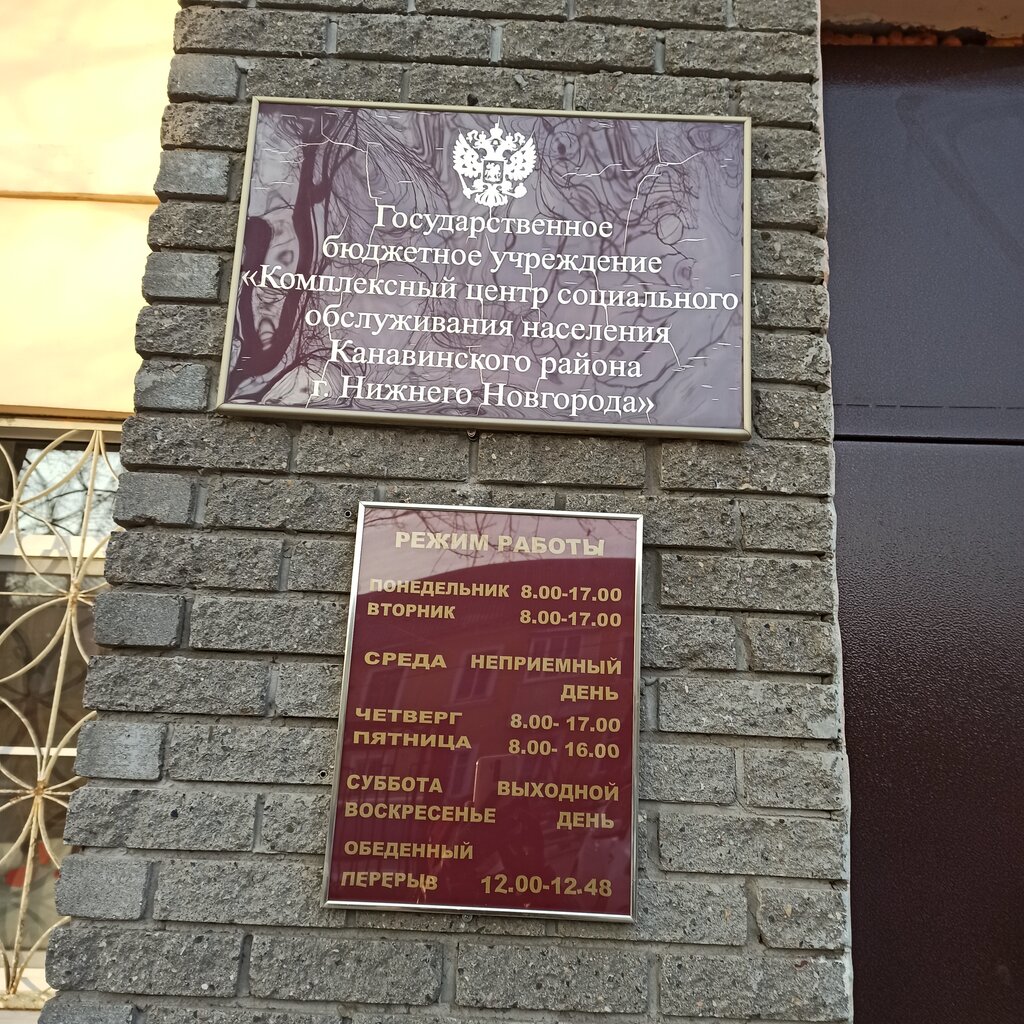 Государственное
бюджетное учреждение
«Комплексный центр социального
обслуживания населения
Канавинского района
г. Нижнего Новгорода»
РЕЖИМ РАБОТЫ
ПОНЕДЕЛЬНИК 8.00-17.00
ВТОРНИК 8.00-17.00
СРЕДА НЕПРИЕМНЫЙ
ДЕНЬ
ЧЕТВЕРГ 8.00- 17.00
ПЯТНИЦА 8.00- 16.00
СУББОТА ВЫХОДНОЙ
ВОСКРЕСЕНЬЕ ДЕНЬ
ОБЕДЕННЫЙ
ПЕРЕРЫВ 12.00-12.48